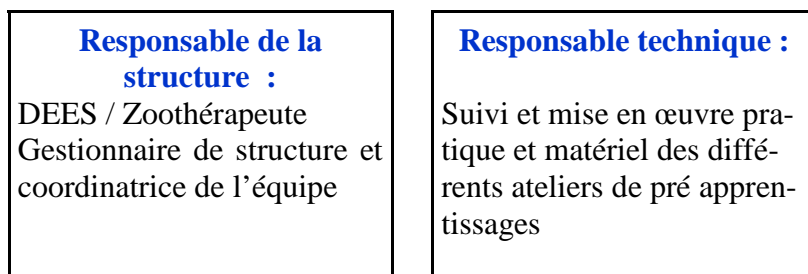 Responsable de la
structure :
DEES / Zoothérapeute
Gestionnaire de structure et
coordinatrice de l'équipe
Responsable technique :
Suivi et mise en œuvre pra-
tique et matériel des diffé-
rents ateliers de pré appren-
tissages